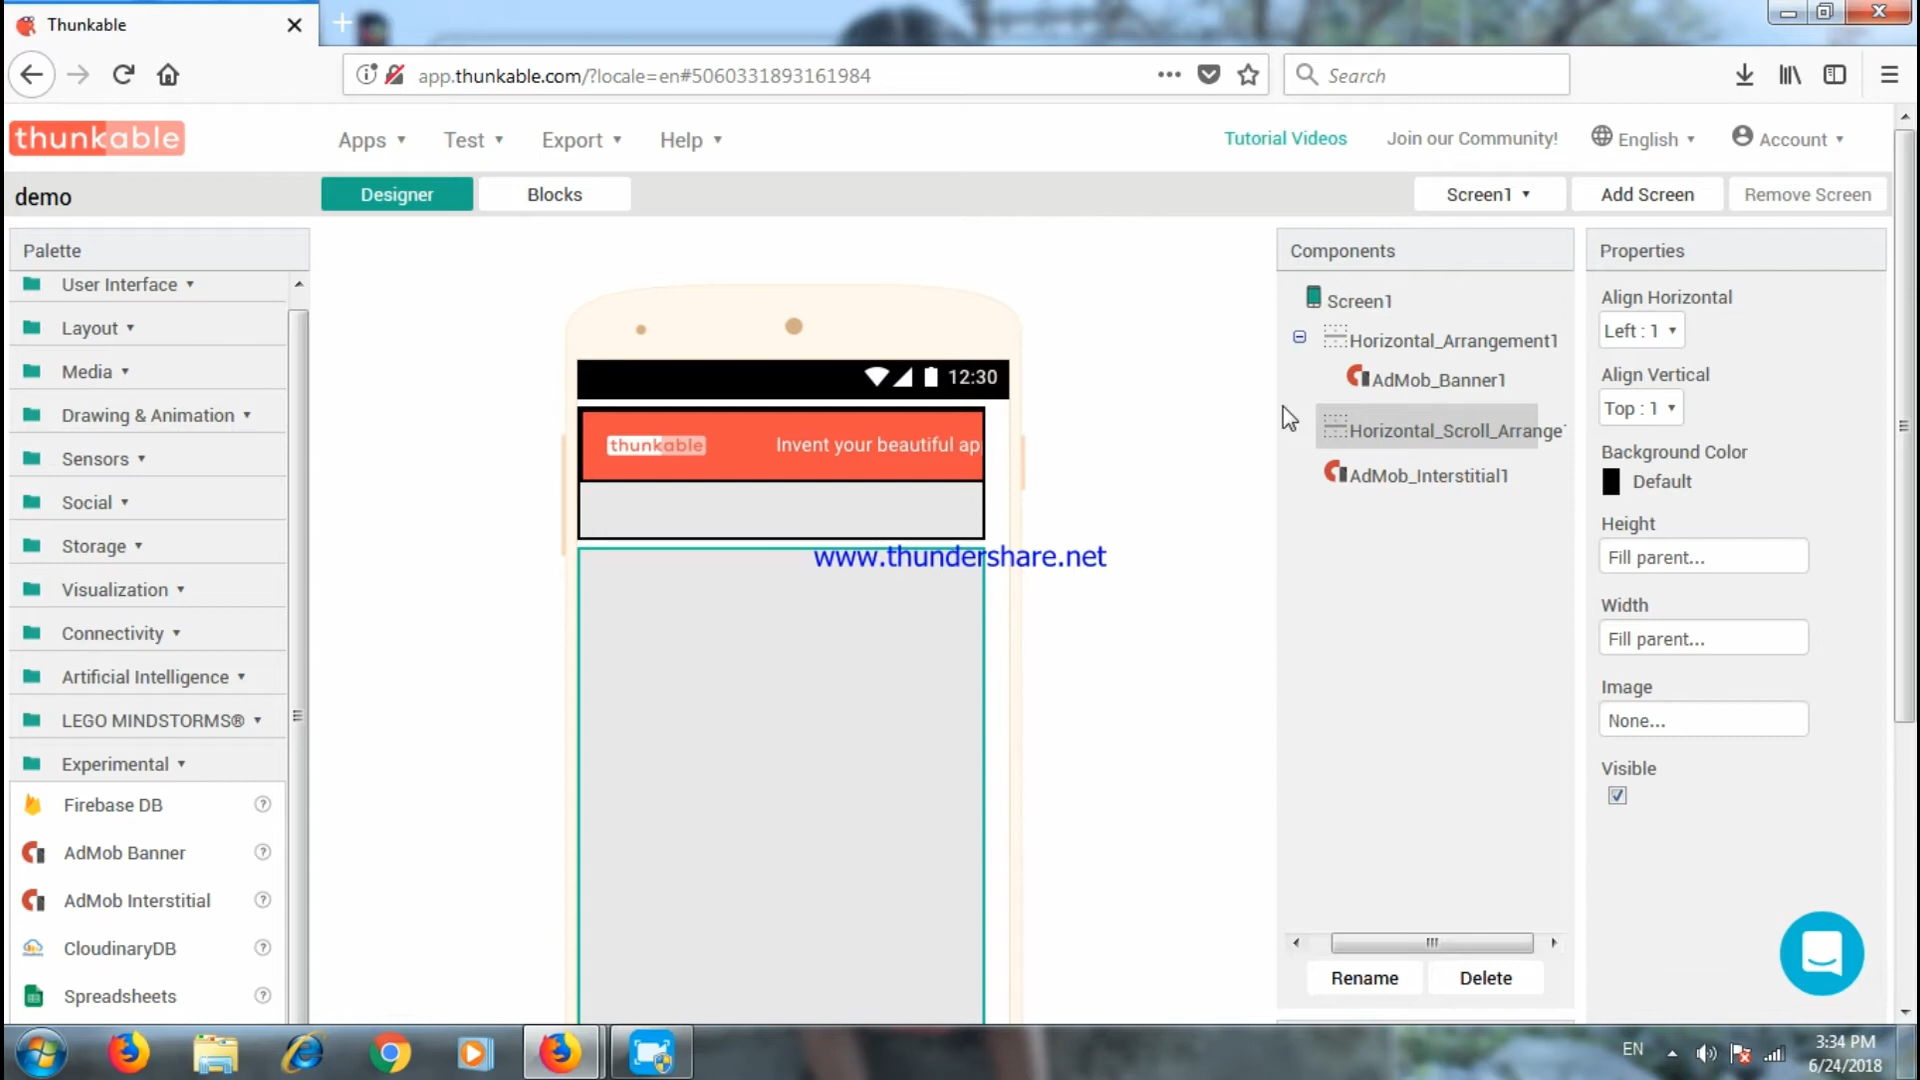 Thunkable
app.thunkable.com/?locale=en#5060331893161984
Search
thunkable
Apps
Test
Export
Help
Tutorial Videos
Join our Community!
English
Account
demo
Designer
Blocks
Screen1
Add Screen
Remove Screen
Palette
User Interface
Layout
Media
Drawing & Animation
Sensors
Social
Storage
Visualization
Connectivity
Artificial Intelligence
LEGO MINDSTORMS®
Experimental
Firebase DB
AdMob Banner
AdMob Interstitial
CloudinaryDB
Spreadsheets
12:30
thunkable
Invent your beautiful ap
www.thundershare.net
Components
Screen1
Horizontal_Arrangement1
AdMob_Banner1
Horizontal_Scroll_Arrange
AdMob_Interstitial1
Rename
Delete
Properties
Align Horizontal
Left : 1
Align Vertical
Top : 1
Background Color
Default
Height
Fill parent...
Width
Fill parent...
Image
None...
Visible
EN
3:34 PM
6/24/2018